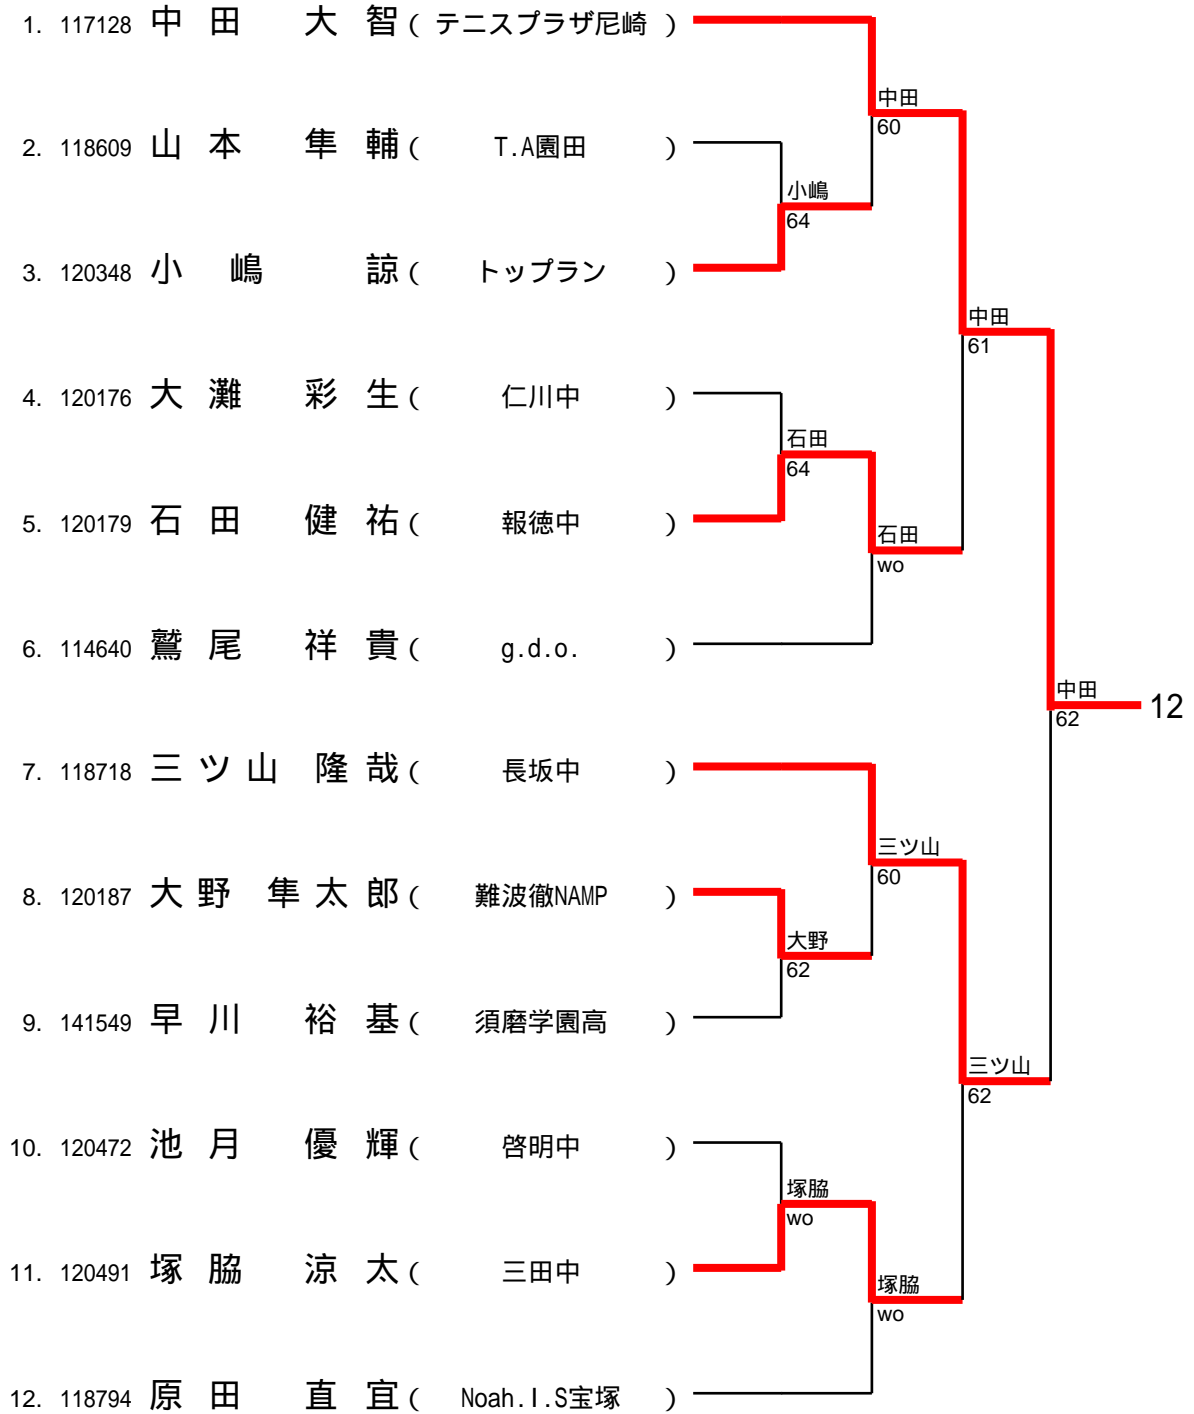 1. 117128 中田 大智 ( テニスプラザ尼崎 )
中田
60
2. 118609 山本 隼輔 ( T.A園田 )
小嶋
64
3. 120348 小嶋 諒 ( トップラン )
中田
61
4. 120176 大灘 彩生 ( 仁川中 )
石田
64
5. 120179 石田 健祐 ( 報徳中 )
石田
wo
6. 114640 鷲尾 祥貴 ( g.d.o. )
中田
62
12
7. 118718 三ツ山 隆哉 ( 長坂中 )
三ツ山
60
8. 120187 大野 隼太郎 ( 難波徹NAMP )
大野
62
9. 141549 早川 裕基 ( 須磨学園高 )
三ツ山
62
10. 120472 池月 優輝 ( 啓明中 )
塚脇
wo
11. 120491 塚脇 涼太 ( 三田中 )
塚脇
wo
12. 118794 原田 直宜 ( Noah.I.S宝塚 )